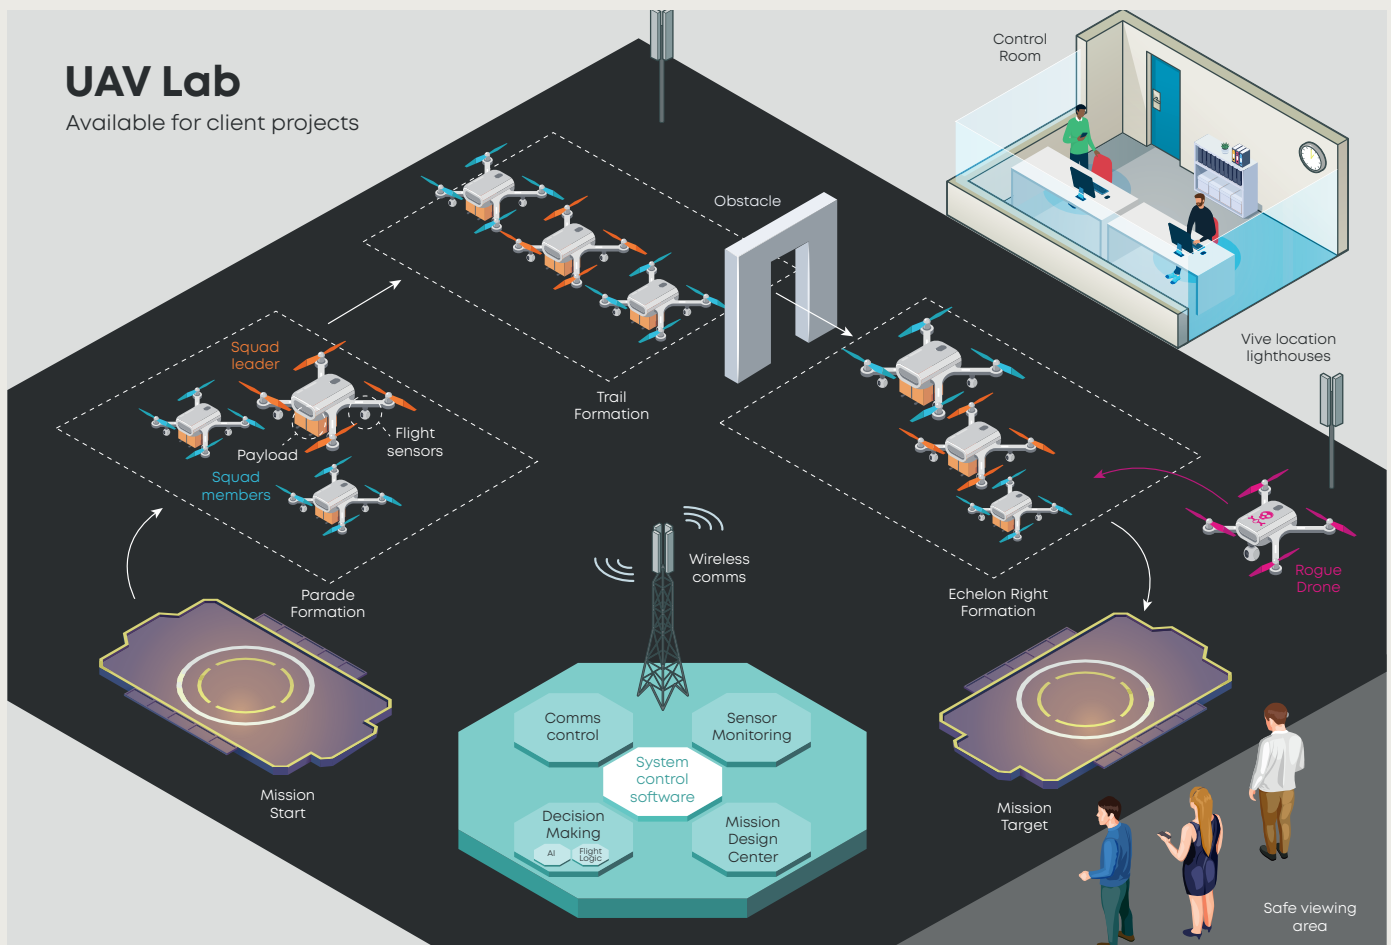 UAV Lab
Available for client projects
Control
Room
Obstacle
Vive location
lighthouses
Squad
leader
Trail
Formation
Payload
Flight
sensors
Squad
members
Wireless
comms
Rogue
Drone
Parade
Formation
Echelon Right
Formation
Comms
control
Sensor
Monitoring
System
control
software
Decision
Making
AI
Flight
Logic
Mission
Design
Center
Mission
Start
Mission
Target
Safe viewing
area